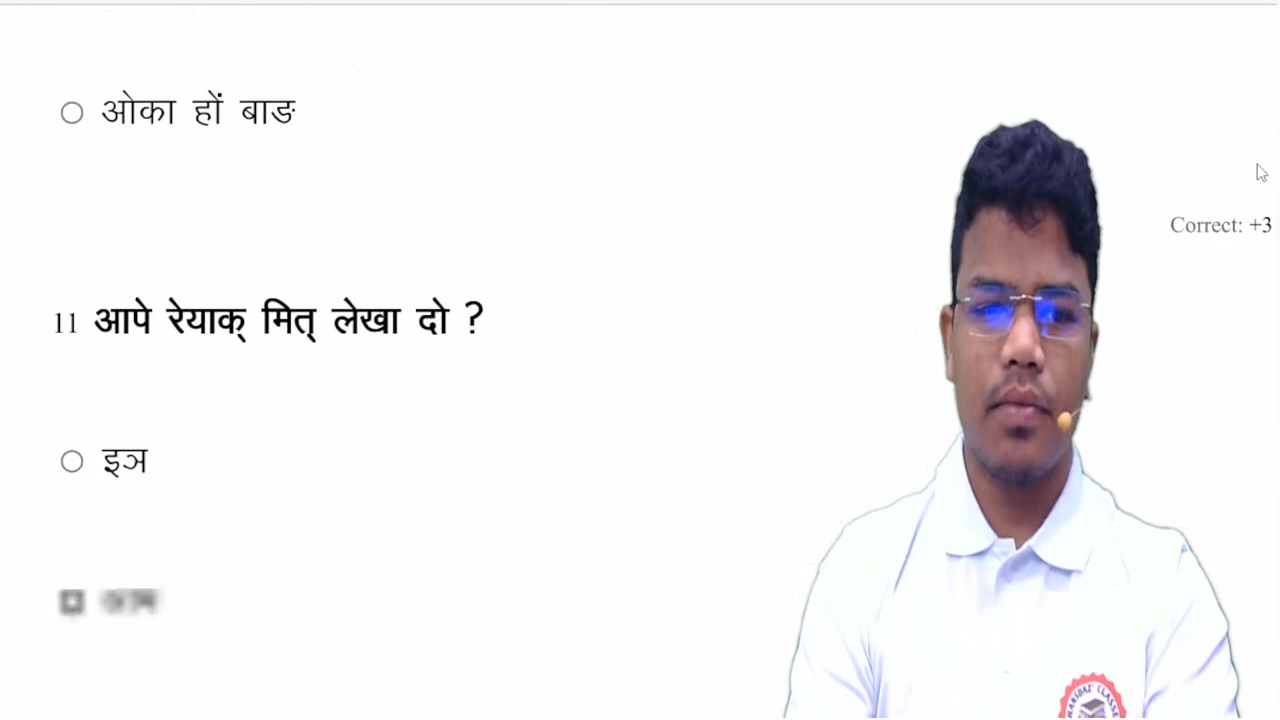 ओका हों बाङ
Correct: +3
11 आपे रेयाक् मित् लेखा दो ?
इञ